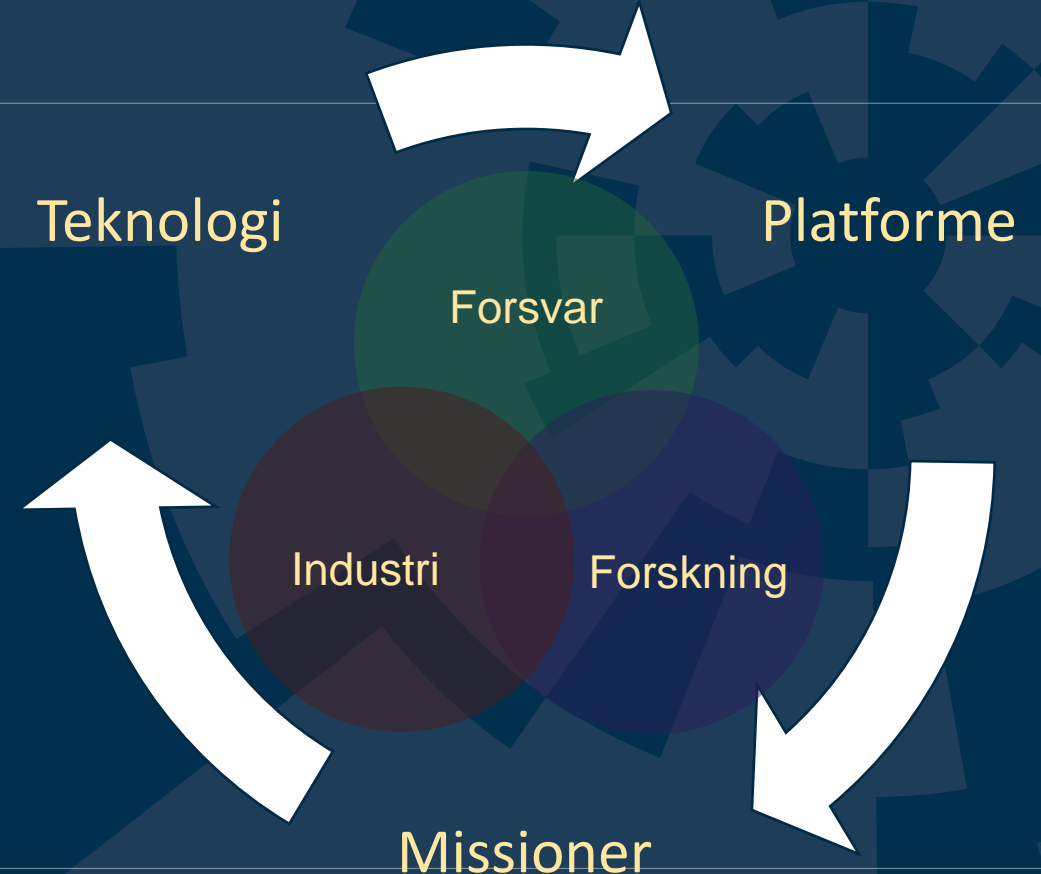 Teknologi
Platforme
Forsvar
Industri
Forskning
Missioner